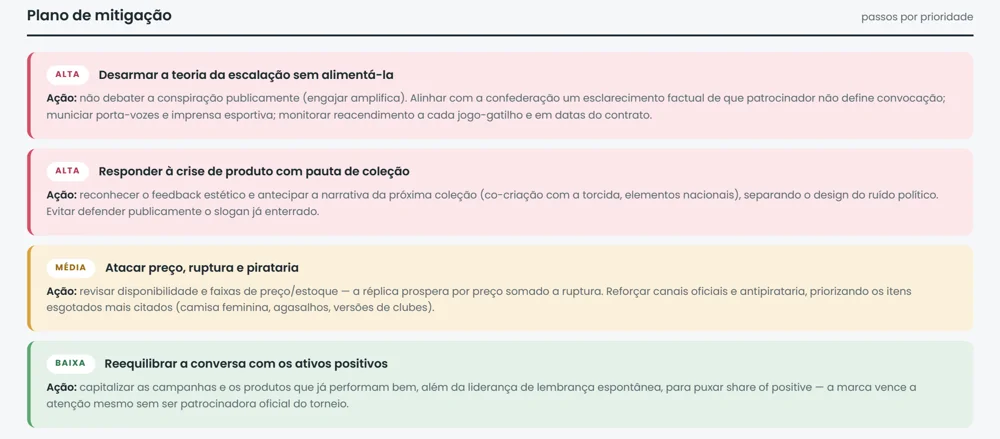 Plano de mitigação
passos por prioridade
ALTA Desarmar a teoria da escalação sem alimentá-la
Ação: não debater a conspiração publicamente (engajar amplifica). Alinhar com a confederação um esclarecimento factual de que patrocinador não define convocação;
municiar porta-vozes e imprensa esportiva; monitorar reacendimento a cada jogo-gatilho e em datas do contrato.
ALTA Responder à crise de produto com pauta de coleção
Ação: reconhecer o feedback estético e antecipar a narrativa da próxima coleção (co-criação com a torcida, elementos nacionais), separando o design do ruído político.
Evitar defender publicamente o slogan já enterrado.
MÉDIA Atacar preço, ruptura e pirataria
Ação: revisar disponibilidade e faixas de preço/estoque — a réplica prospera por preço somado a ruptura. Reforçar canais oficiais e antipirataria, priorizando os itens
esgotados mais citados (camisa feminina, agasalhos, versões de clubes).
BAIXA Reequilibrar a conversa com os ativos positivos
Ação: capitalizar as campanhas e os produtos que já performam bem, além da liderança de lembrança espontânea, para puxar share of positive — a marca vence a
atenção mesmo sem ser patrocinadora oficial do torneio.